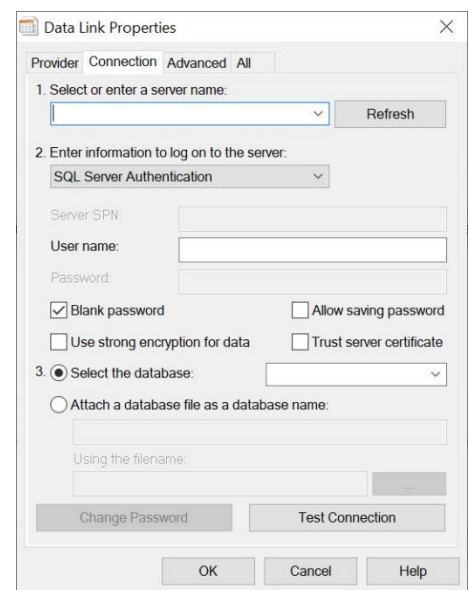 Data Link Properties
Provider Connection Advanced All
1. Select or enter a server name:
Refresh
2. Enter information to log on to the server:
SQL Server Authentication
Server SPN:
User name:
Password:
Blank password Allow saving password
Use strong encryption for data Trust server certificate
3. Select the database:
Attach a database file as a database name:
Using the filename:
...
Change Password Test Connection
OK Cancel Help